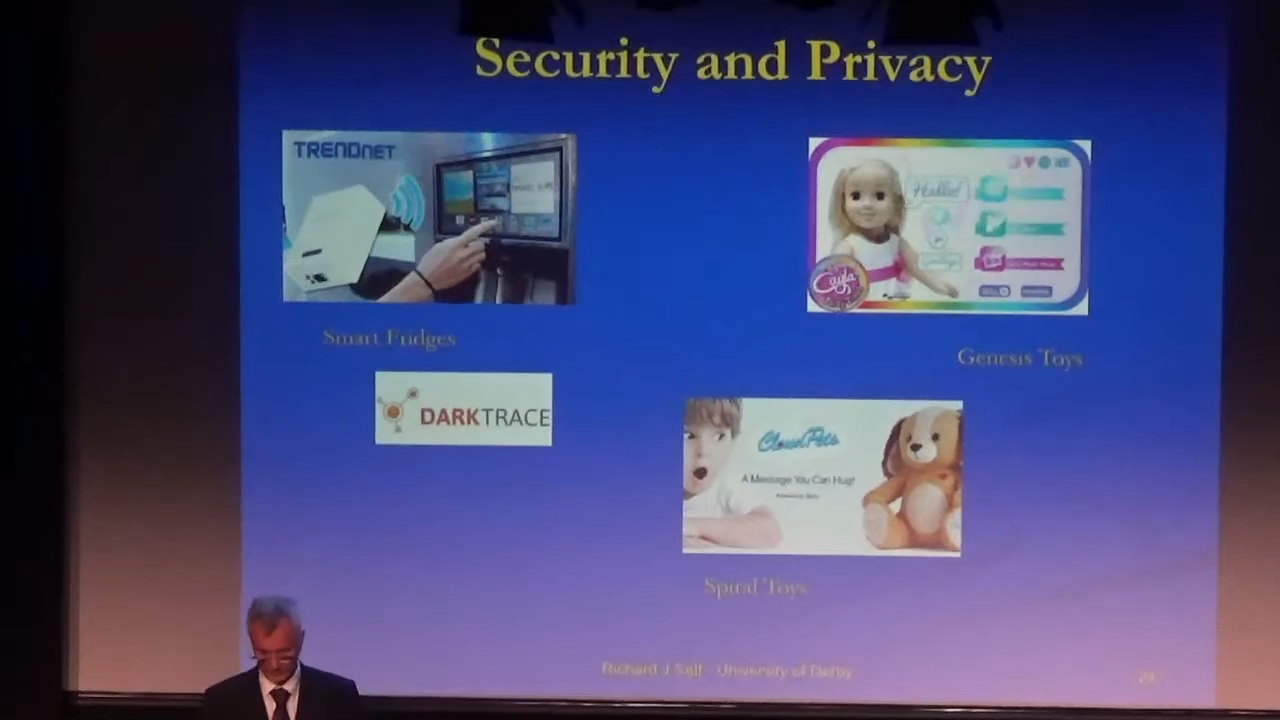 Security and Privacy
TRENDNET
Hello!
Cayla
Smart Fridges
Genesis Toys
DARKTRACE
CloudPets
A Message You Can Hug!
Spiral Toys
Richard J Self - University of Derby